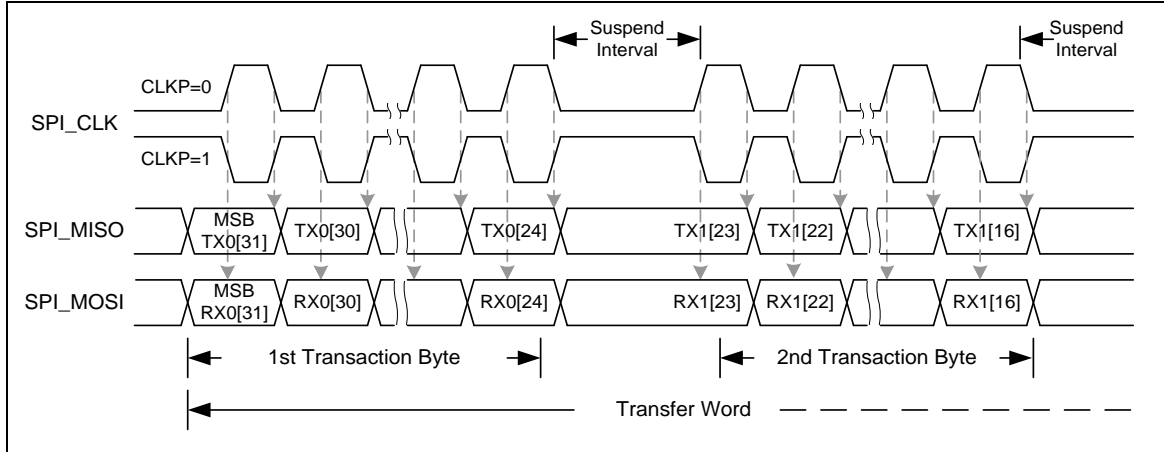 Suspend
Interval
Suspend
Interval
CLKP=0
SPI_CLK
CLKP=1
SPI_MISO
MSB
TX0[31]
TX0[30]
TX0[24]
TX1[23]
TX1[22]
TX1[16]
SPI_MOSI
MSB
RX0[31]
RX0[30]
RX0[24]
RX1[23]
RX1[22]
RX1[16]
1st Transaction Byte
2nd Transaction Byte
Transfer Word